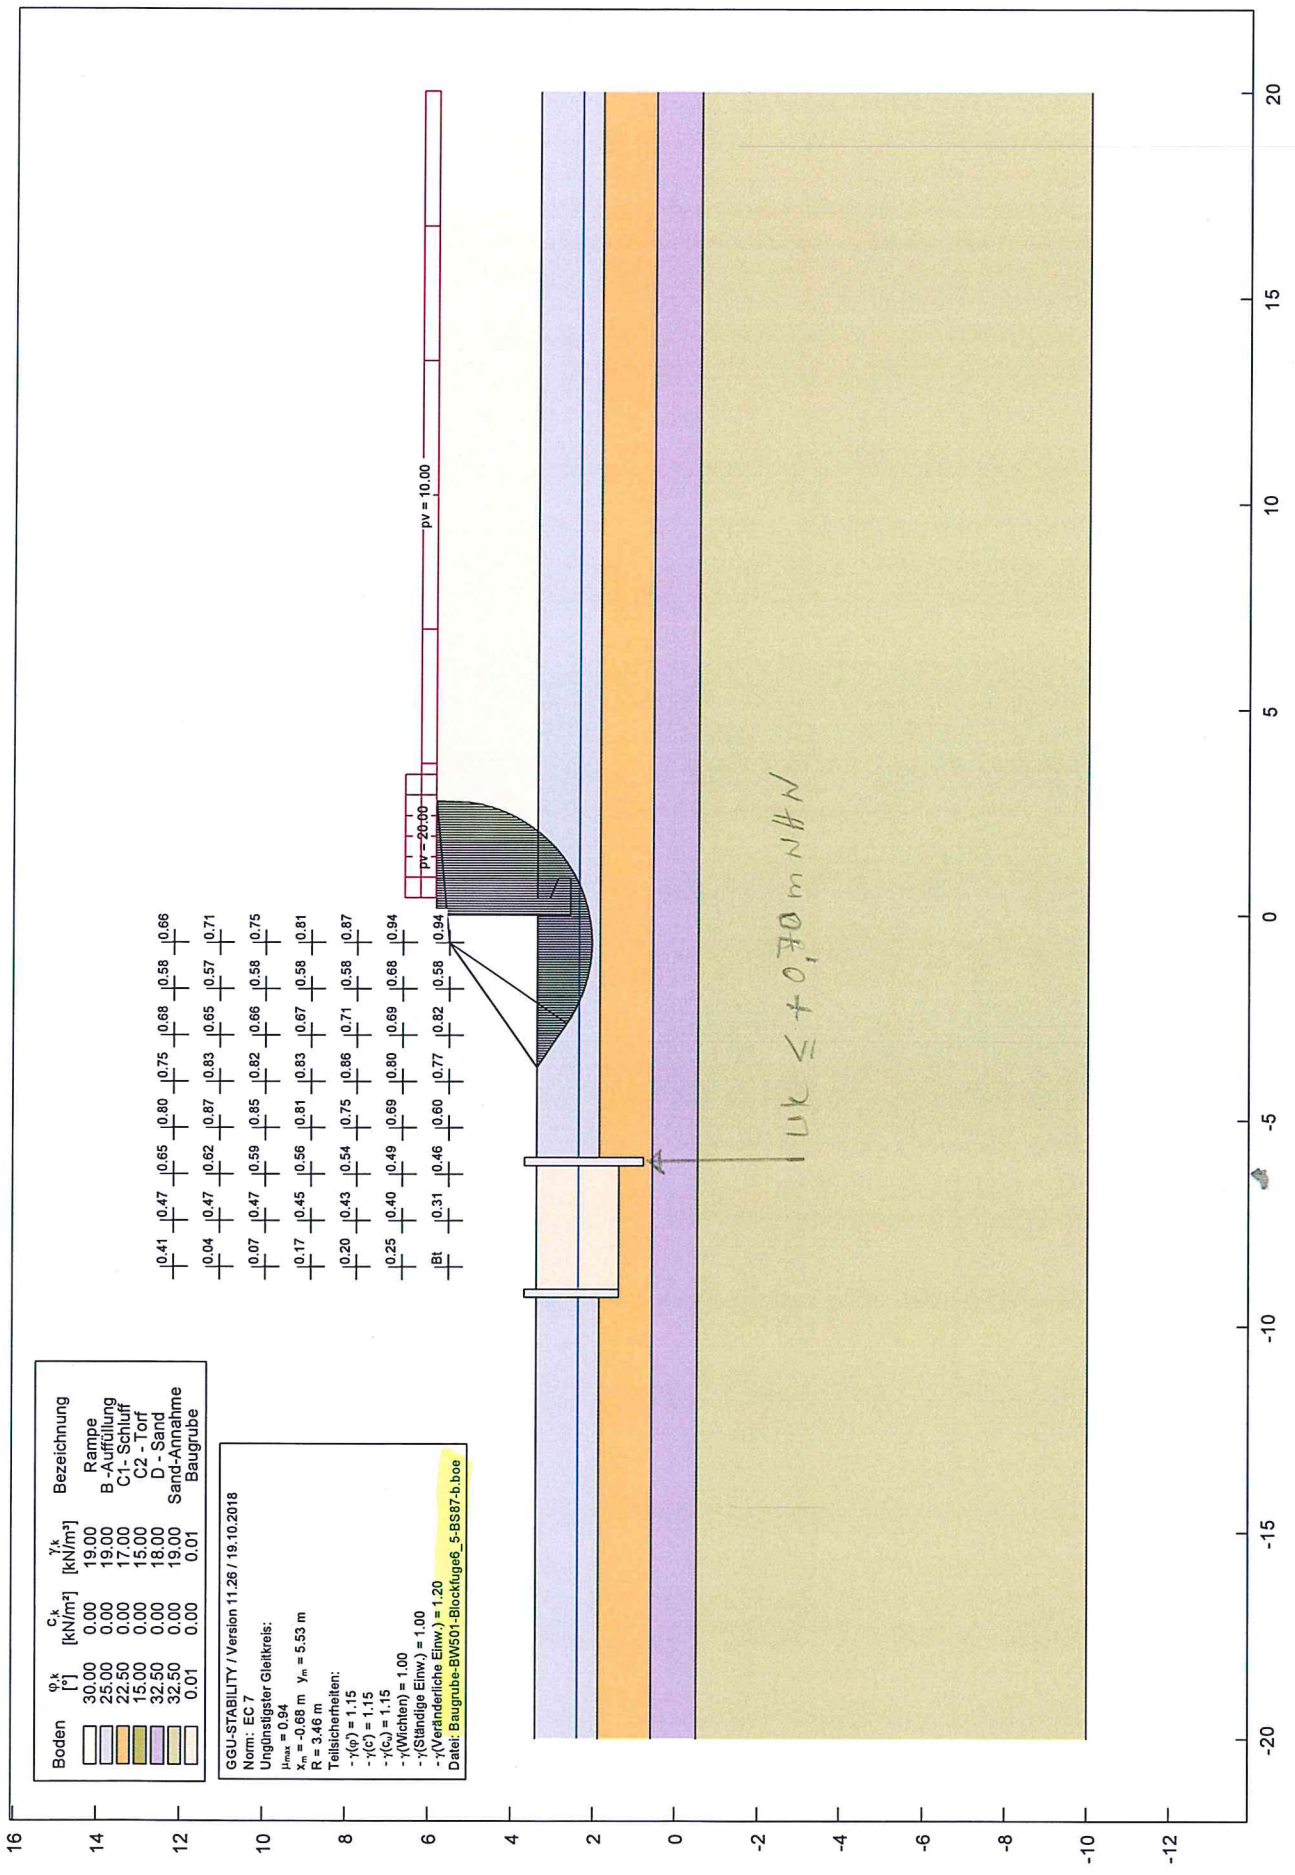 Boden φ,k [°] c,k [kN/m²] γ,k [kN/m³] Bezeichnung
30.00 0.00 19.00 Rampe
25.00 0.00 19.00 B -Auffüllung
22.50 0.00 17.00 C1- Schluff
15.00 0.00 15.00 C2 - Torf
32.50 0.00 18.00 D - Sand
32.50 0.00 19.00 Sand-Annahme
0.01 0.00 0.01 Baugrube
GGU-STABILITY / Version 11.26 / 19.10.2018
Norm: EC 7
Ungünstigster Gleitkreis:
μmax = 0.94
xm = -0.68 m ym = 5.53 m
R = 3.46 m
Teilsicherheiten:
- γ(φ') = 1.15
- γ(c') = 1.15
- γ(cu) = 1.15
- γ(Wichten) = 1.00
- γ(Ständige Einw.) = 1.00
- γ(Veränderliche Einw.) = 1.20
Datei: Baugrube-BW501-Blockfuge6_5-BS87-b.boe
0.41 0.47 0.65 0.80 0.75 0.68 0.58 0.66
0.04 0.47 0.62 0.87 0.83 0.65 0.57 0.71
0.07 0.47 0.59 0.85 0.82 0.66 0.58 0.75
0.17 0.45 0.56 0.81 0.83 0.67 0.58 0.81
0.20 0.43 0.54 0.75 0.86 0.71 0.58 0.87
0.25 0.40 0.49 0.69 0.80 0.69 0.68 0.94
Bt 0.31 0.46 0.60 0.77 0.82 0.58 0.94
pv = 20.00
pv = 10.00
UK ≤ +0,70 m NHN
16
14
12
10
8
6
4
2
0
-2
-4
-6
-8
-10
-12
-20 -15 -10 -5 0 5 10 15 20